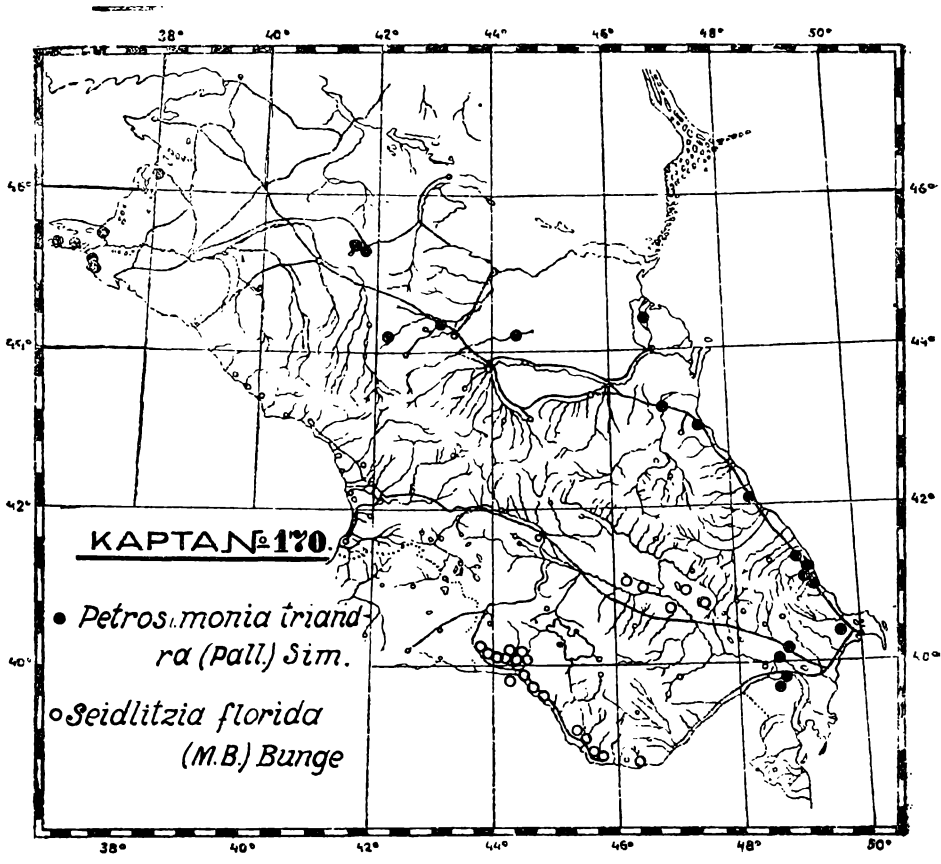 38° 40° 42° 44° 46° 48° 50°
46° 46°
44°
42° 42°
КАРТА № 170.
Petrosimonia triand-
ra (Pall.) Sim.
40° 40°
Seidlitzia florida
(M.B.) Bunge
38° 40° 42° 44° 46° 48° 50°